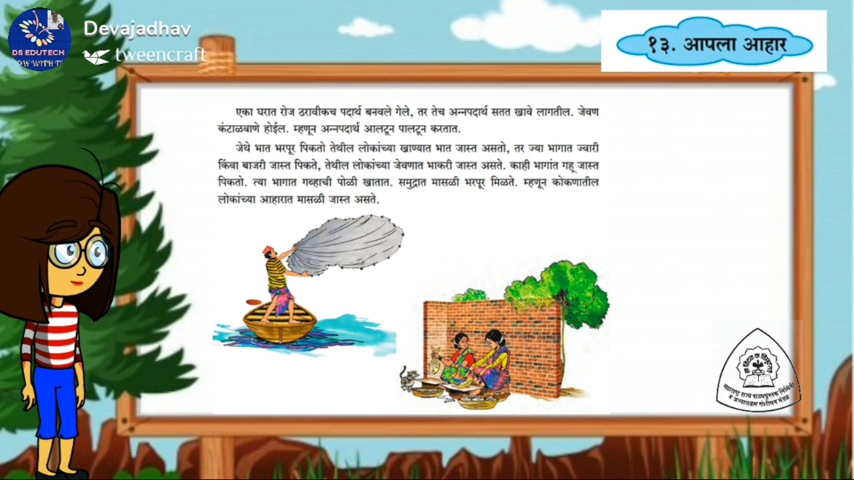 Devajadhav
tweencraft
DS EDUTECH
१३. आपला आहार
एका घरात रोज ठरावीकच पदार्थ बनवले गेले, तर तेच अन्नपदार्थ सतत खावे लागतील. जेवण
कंटाळवाणे होईल. म्हणून अन्नपदार्थ आलटून पालटून करतात.
जेथे भात भरपूर पिकतो तेथील लोकांच्या खाण्यात भात जास्त असतो, तर ज्या भागात ज्वारी
किंवा बाजरी जास्त पिकते, तेथील लोकांच्या जेवणात भाकरी जास्त असते. काही भागांत गहू जास्त
पिकतो. त्या भागात गव्हाची पोळी खातात. समुद्रात मासळी भरपूर मिळते. म्हणून कोकणातील
लोकांच्या आहारात मासळी जास्त असते.